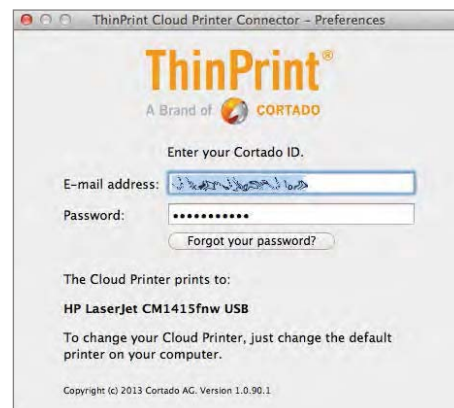 ThinPrint Cloud Printer Connector – Preferences
ThinPrint®
A Brand of CORTADO
Enter your Cortado ID.
E-mail address:
Password: •••••••••••
Forgot your password?
The Cloud Printer prints to:
HP LaserJet CM1415fnw USB
To change your Cloud Printer, just change the default
printer on your computer.
Copyright (c) 2013 Cortado AG. Version 1.0.90.1